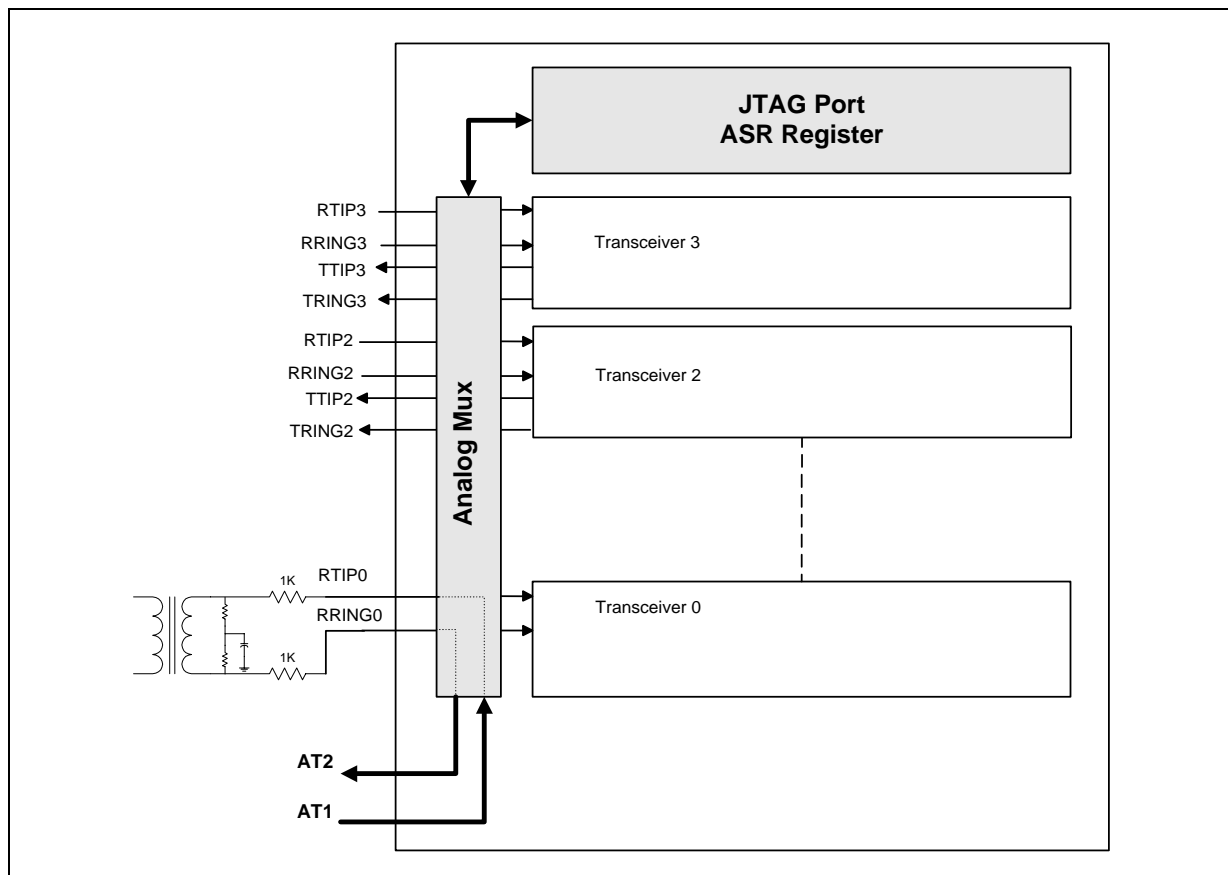 JTAG Port
ASR Register
RTIP3
RRING3
TTIP3
TRING3
Transceiver 3
RTIP2
RRING2
TTIP2
TRING2
Transceiver 2
Analog Mux
1K
RTIP0
RRING0
1K
Transceiver 0
AT2
AT1